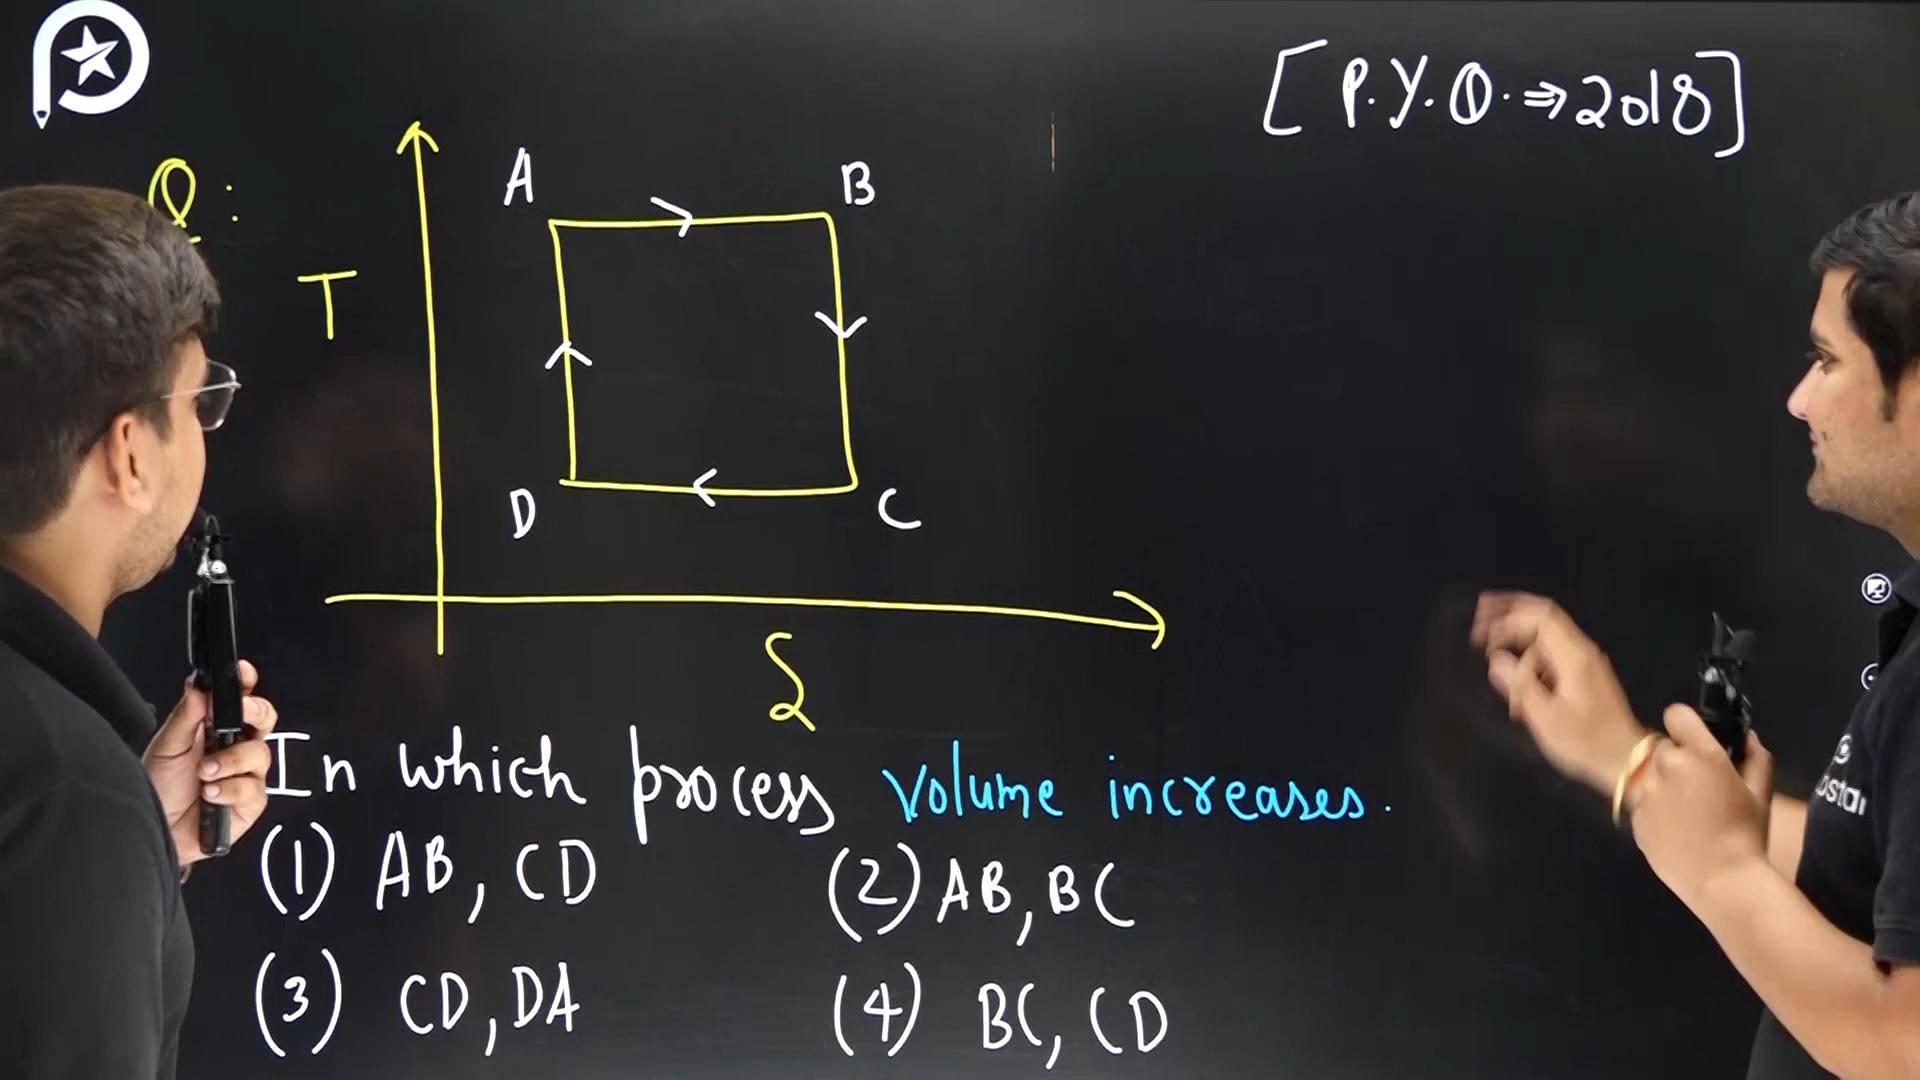 [P.Y.Q. ⇒ 2018]
Q:
A
B
T
D
C
S
In which process volume increases.
(1) AB, CD
(2) AB, BC
(3) CD, DA
(4) BC, CD